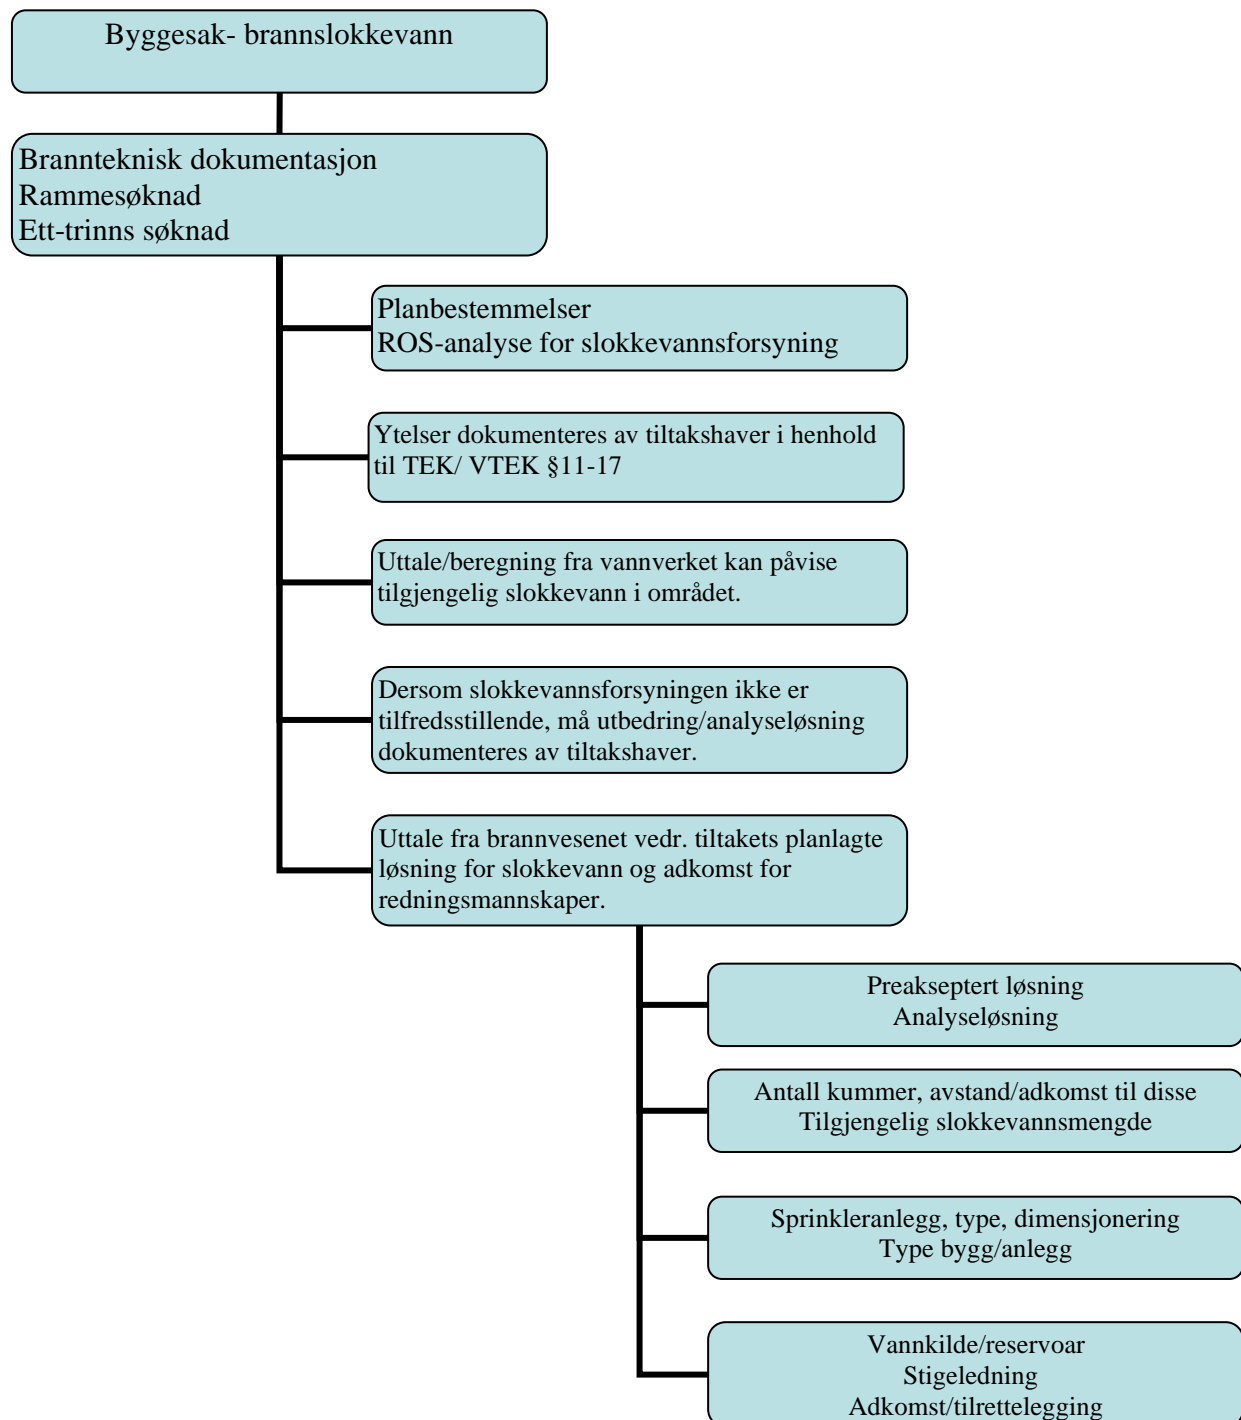 Byggesak- brannslokkevann
Brannteknisk dokumentasjon
Rammesøknad
Ett-trinns søknad
Planbestemmelser
ROS-analyse for slokkevannsforsyning
Ytelser dokumenteres av tiltakshaver i henhold
til TEK/ VTEK §11-17
Uttale/beregning fra vannverket kan påvise
tilgjengelig slokkevann i området.
Dersom slokkevannsforsyningen ikke er
tilfredsstillende, må utbedring/analyseløsning
dokumenteres av tiltakshaver.
Uttale fra brannvesenet vedr. tiltakets planlagte
løsning for slokkevann og adkomst for
redningsmannskaper.
Preakseptert løsning
Analyseløsning
Antall kummer, avstand/adkomst til disse
Tilgjengelig slokkevannsmengde
Sprinkleranlegg, type, dimensjonering
Type bygg/anlegg
Vannkilde/reservoar
Stigeledning
Adkomst/tilrettelegging